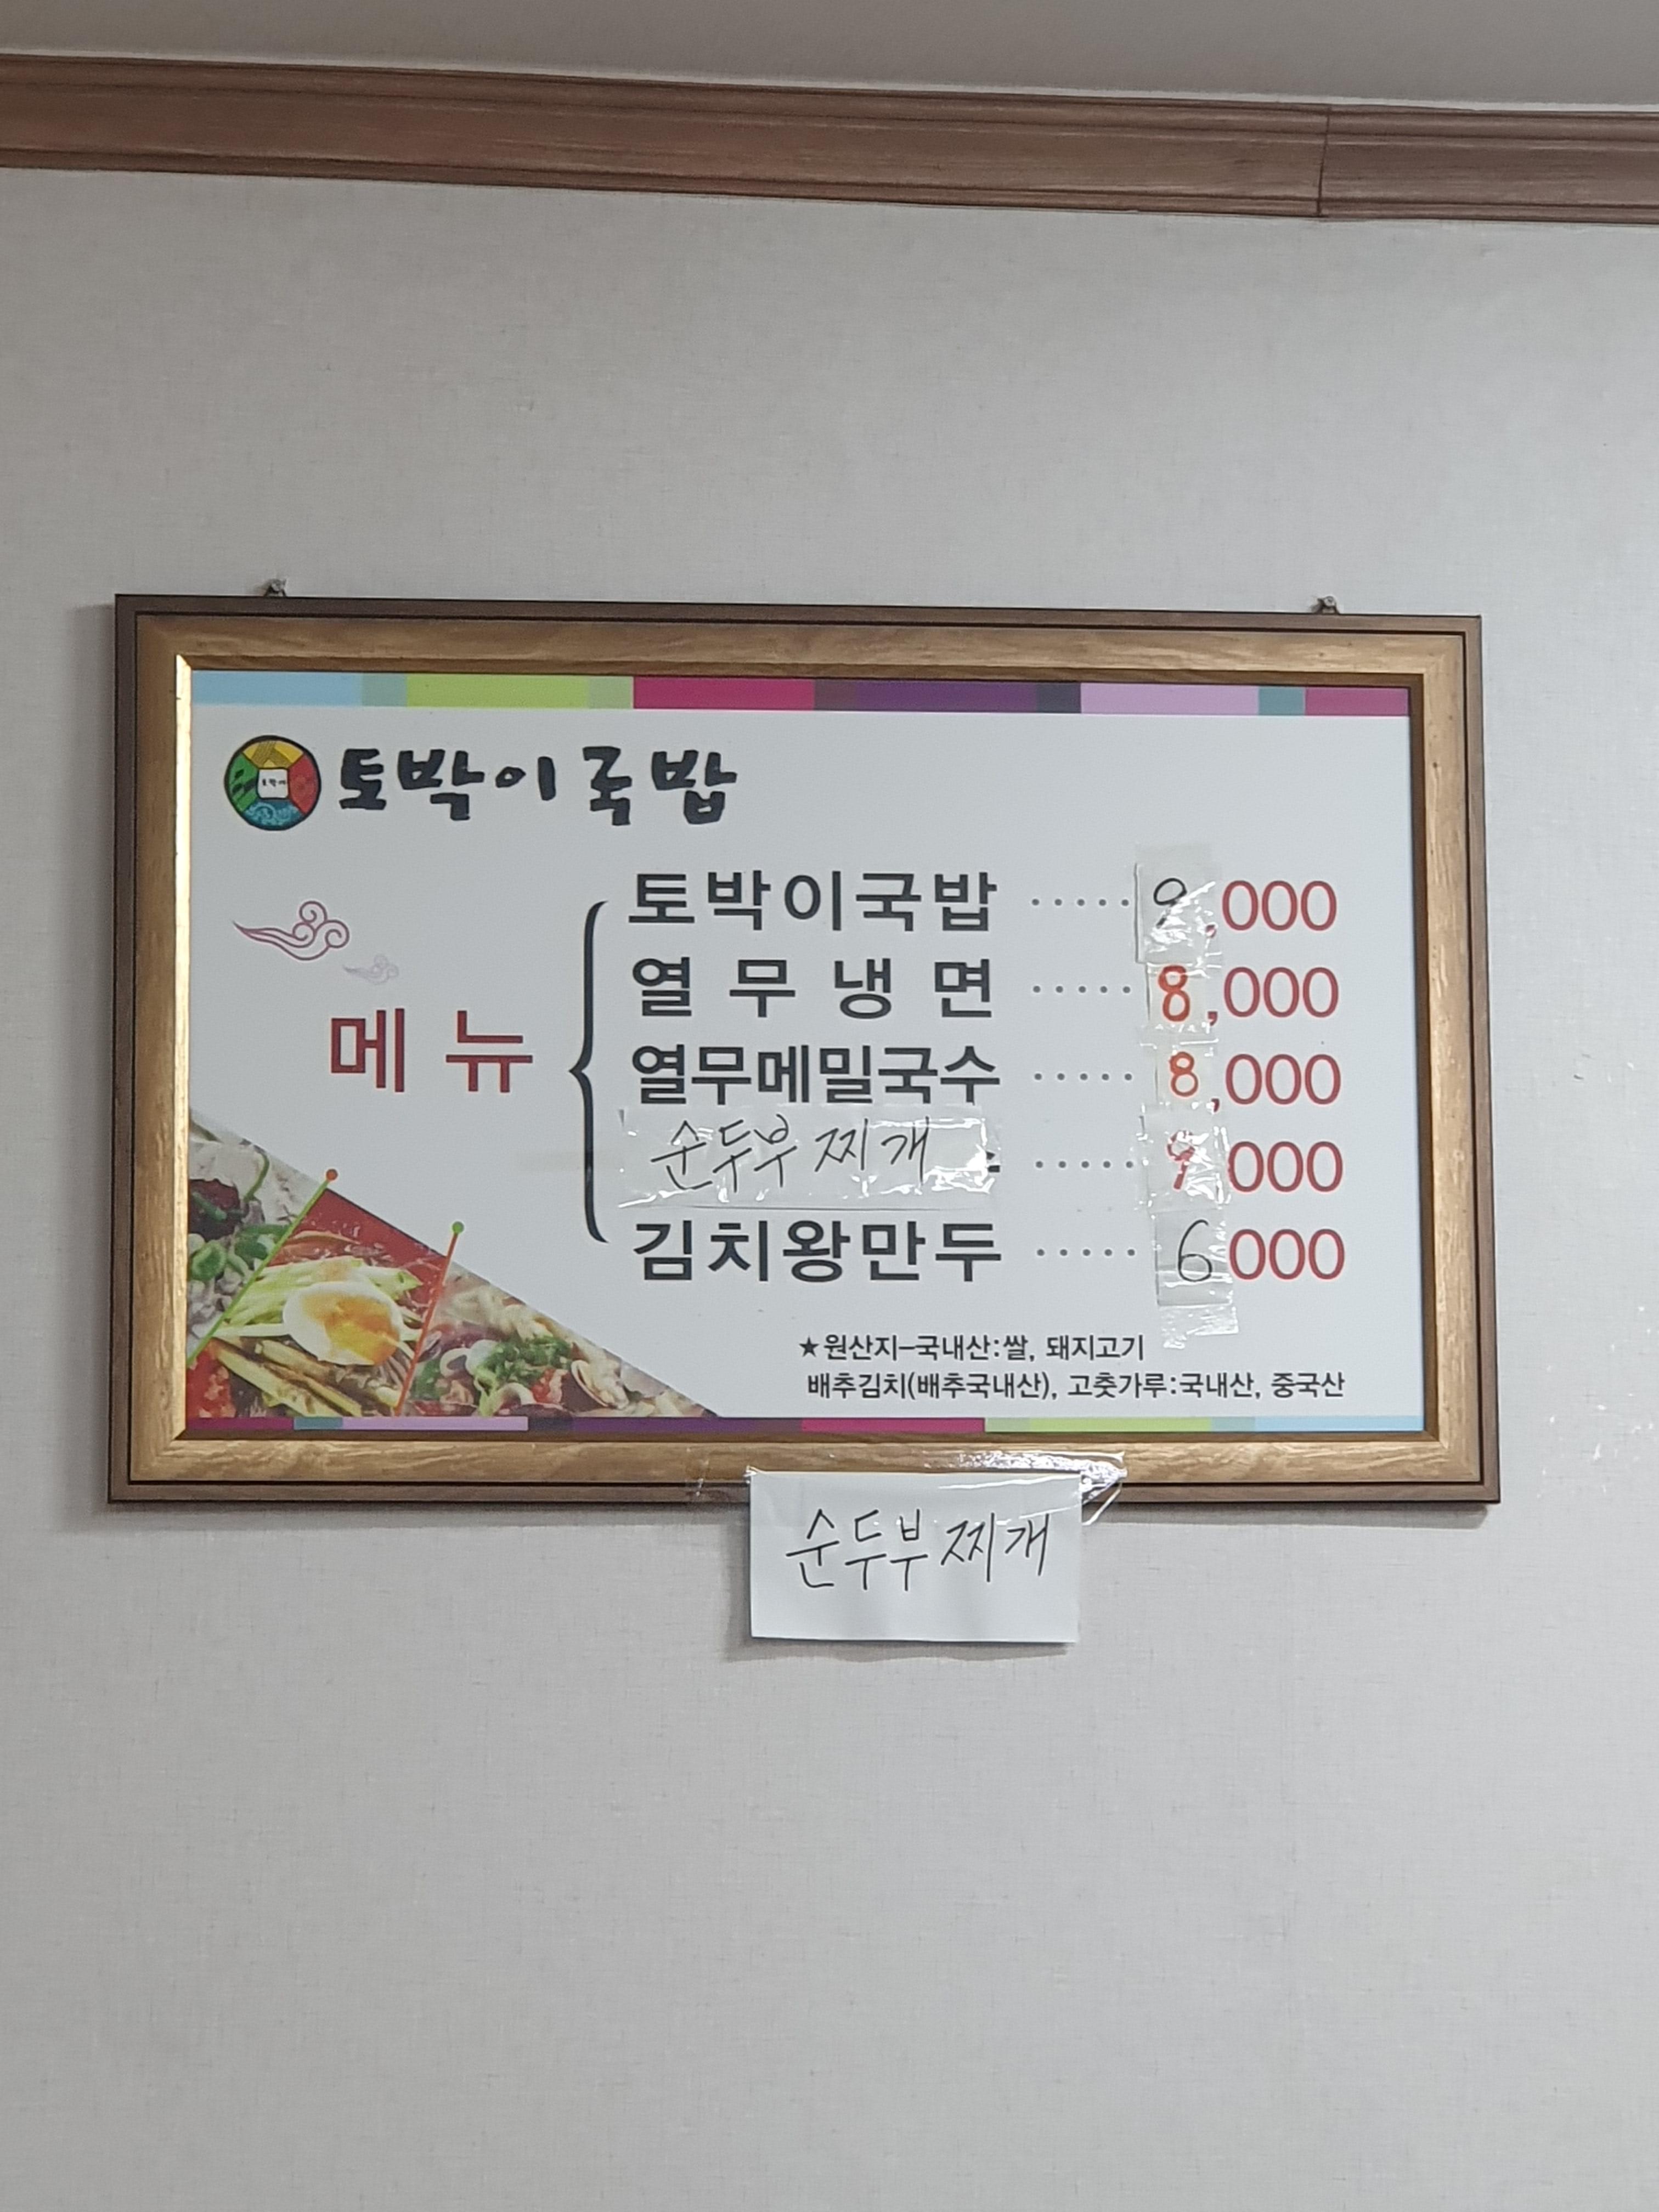 토박이국밥
메뉴
토박이국밥 ····· 9,000
열무냉면 ····· 8,000
열무메밀국수 ····· 8,000
순두부찌개 ····· 9,000
김치왕만두 ····· 6000
★원산지-국내산:쌀, 돼지고기
배추김치(배추국내산), 고춧가루:국내산, 중국산
순두부찌개